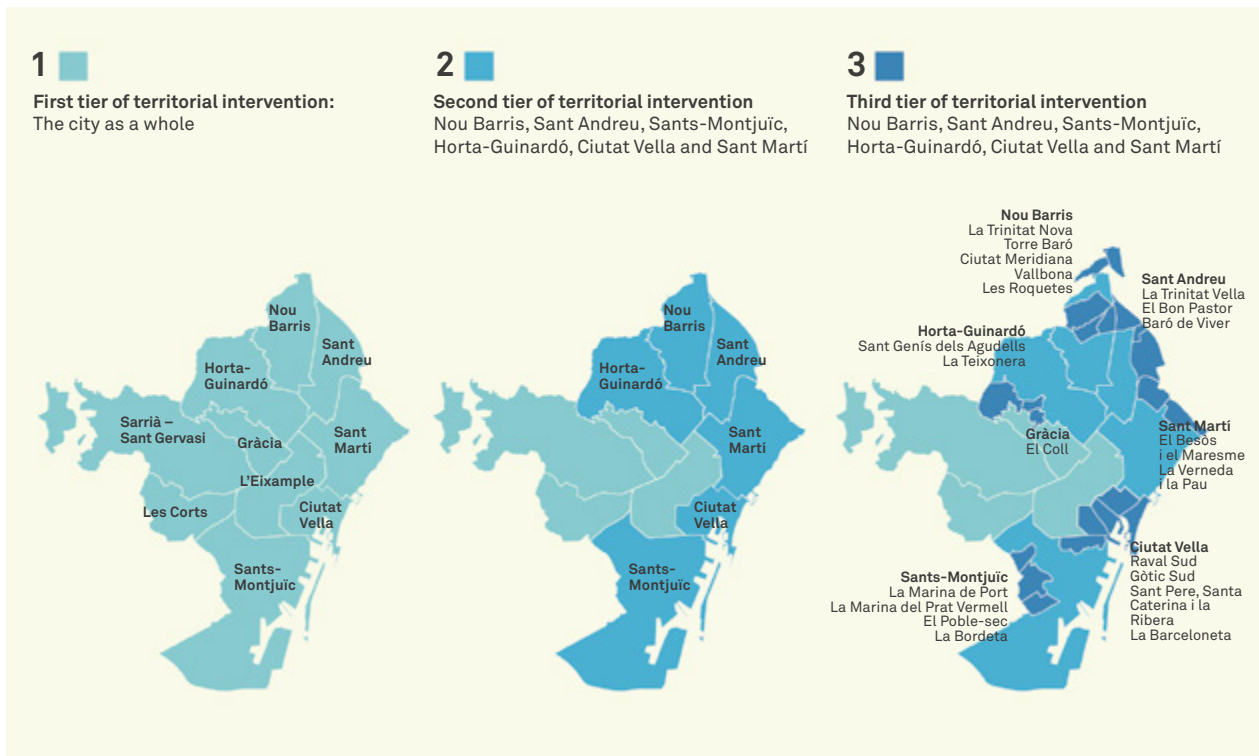 1
First tier of territorial intervention:
The city as a whole
Nou
Barris
Sant
Andreu
Horta-
Guinardó
Sarrià –
Sant Gervasi
Gràcia
Sant
Martí
L'Eixample
Les Corts
Ciutat
Vella
Sants-
Montjuïc
2
Second tier of territorial intervention
Nou Barris, Sant Andreu, Sants-Montjuïc,
Horta-Guinardó, Ciutat Vella and Sant Martí
Nou
Barris
Sant
Andreu
Horta-
Guinardó
Sant
Martí
Ciutat
Vella
Sants-
Montjuïc
3
Third tier of territorial intervention
Nou Barris, Sant Andreu, Sants-Montjuïc,
Horta-Guinardó, Ciutat Vella and Sant Martí
Nou Barris
La Trinitat Nova
Torre Baró
Ciutat Meridiana
Vallbona
Les Roquetes
Sant Andreu
La Trinitat Vella
El Bon Pastor
Baró de Viver
Horta-Guinardó
Sant Genís dels Agudells
La Teixonera
Gràcia
El Coll
Sant Martí
El Besòs
i el Maresme
La Verneda
i la Pau
Ciutat Vella
Raval Sud
Gòtic Sud
Sant Pere, Santa
Caterina i la
Ribera
La Barceloneta
Sants-Montjuïc
La Marina de Port
La Marina del Prat Vermell
El Poble-sec
La Bordeta